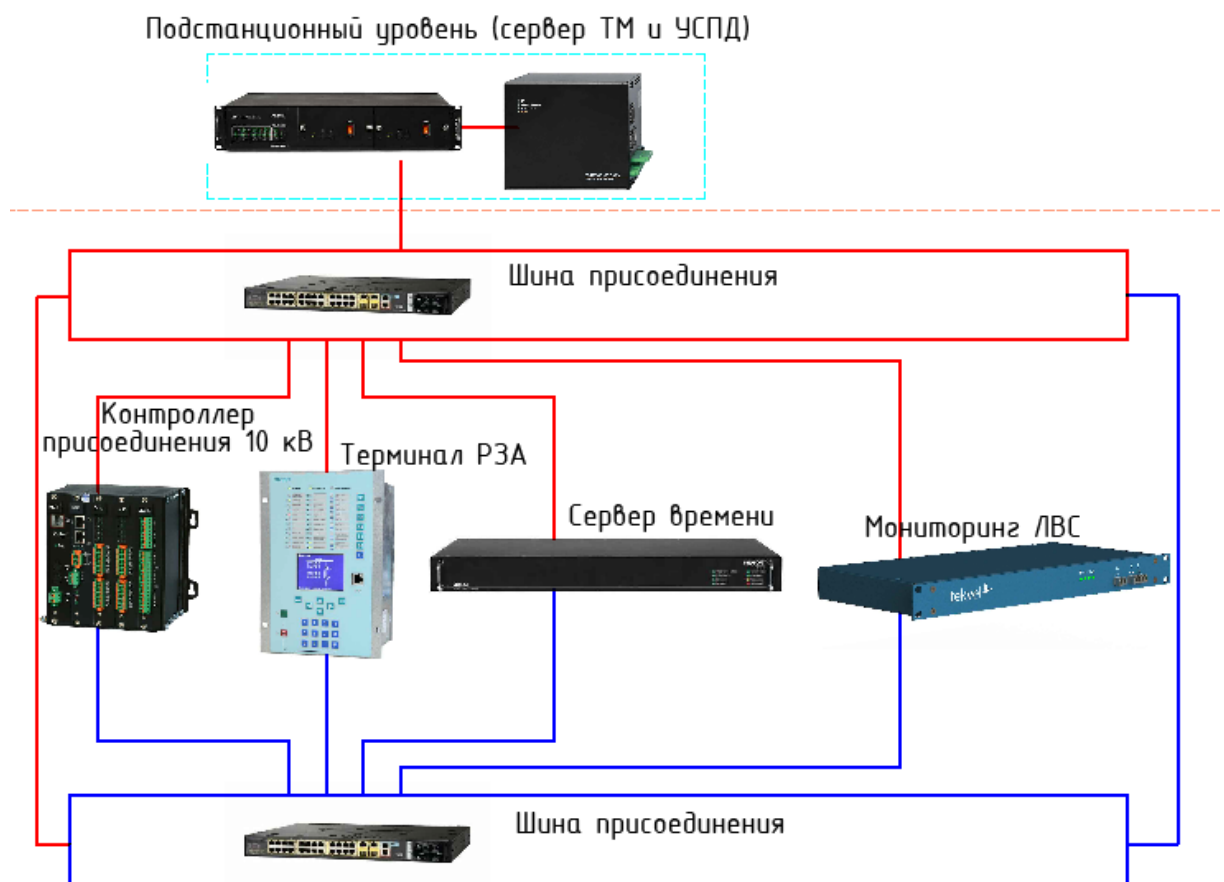 Подстанционный уровень (сервер ТМ и УСПД)
Шина присоединения
Контроллер
присоединения 10 кВ
Терминал РЗА
Сервер времени
Мониторинг ЛВС
Шина присоединения